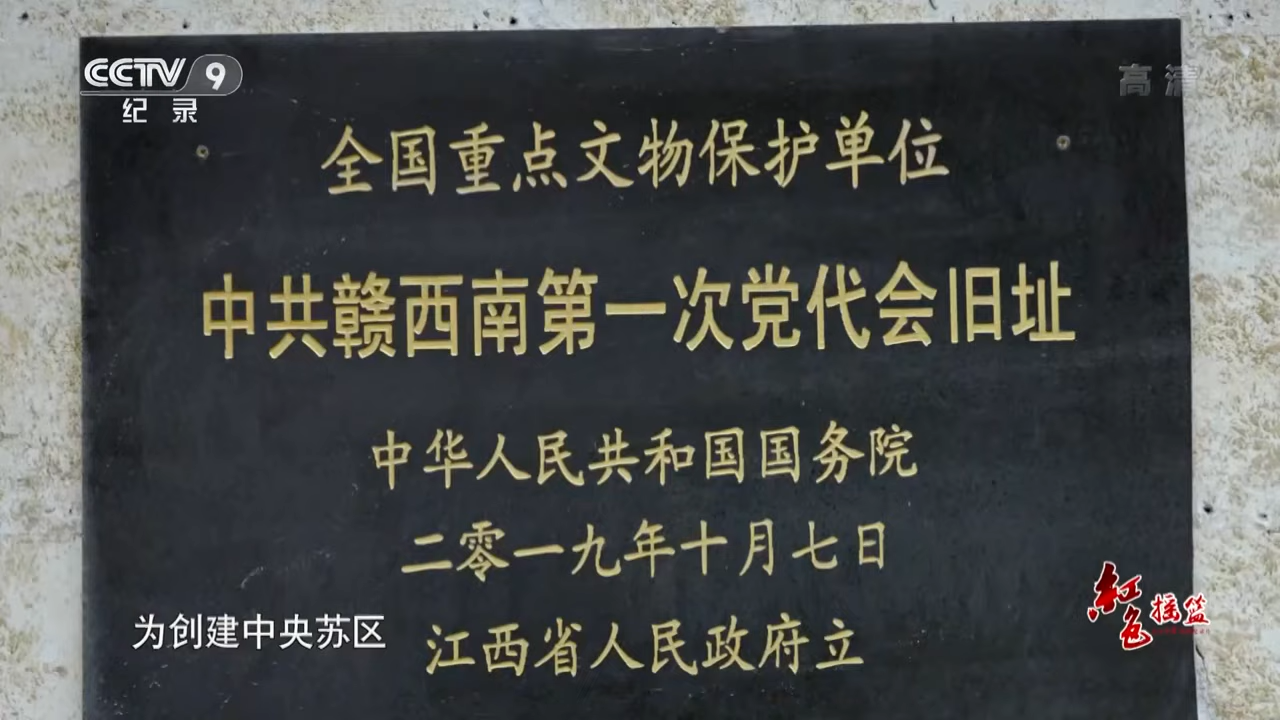 CCTV 9
纪录
高清
全国重点文物保护单位
中共赣西南第一次党代会旧址
中华人民共和国国务院
二零一九年十月七日
江西省人民政府立
为创建中央苏区
红色摇篮